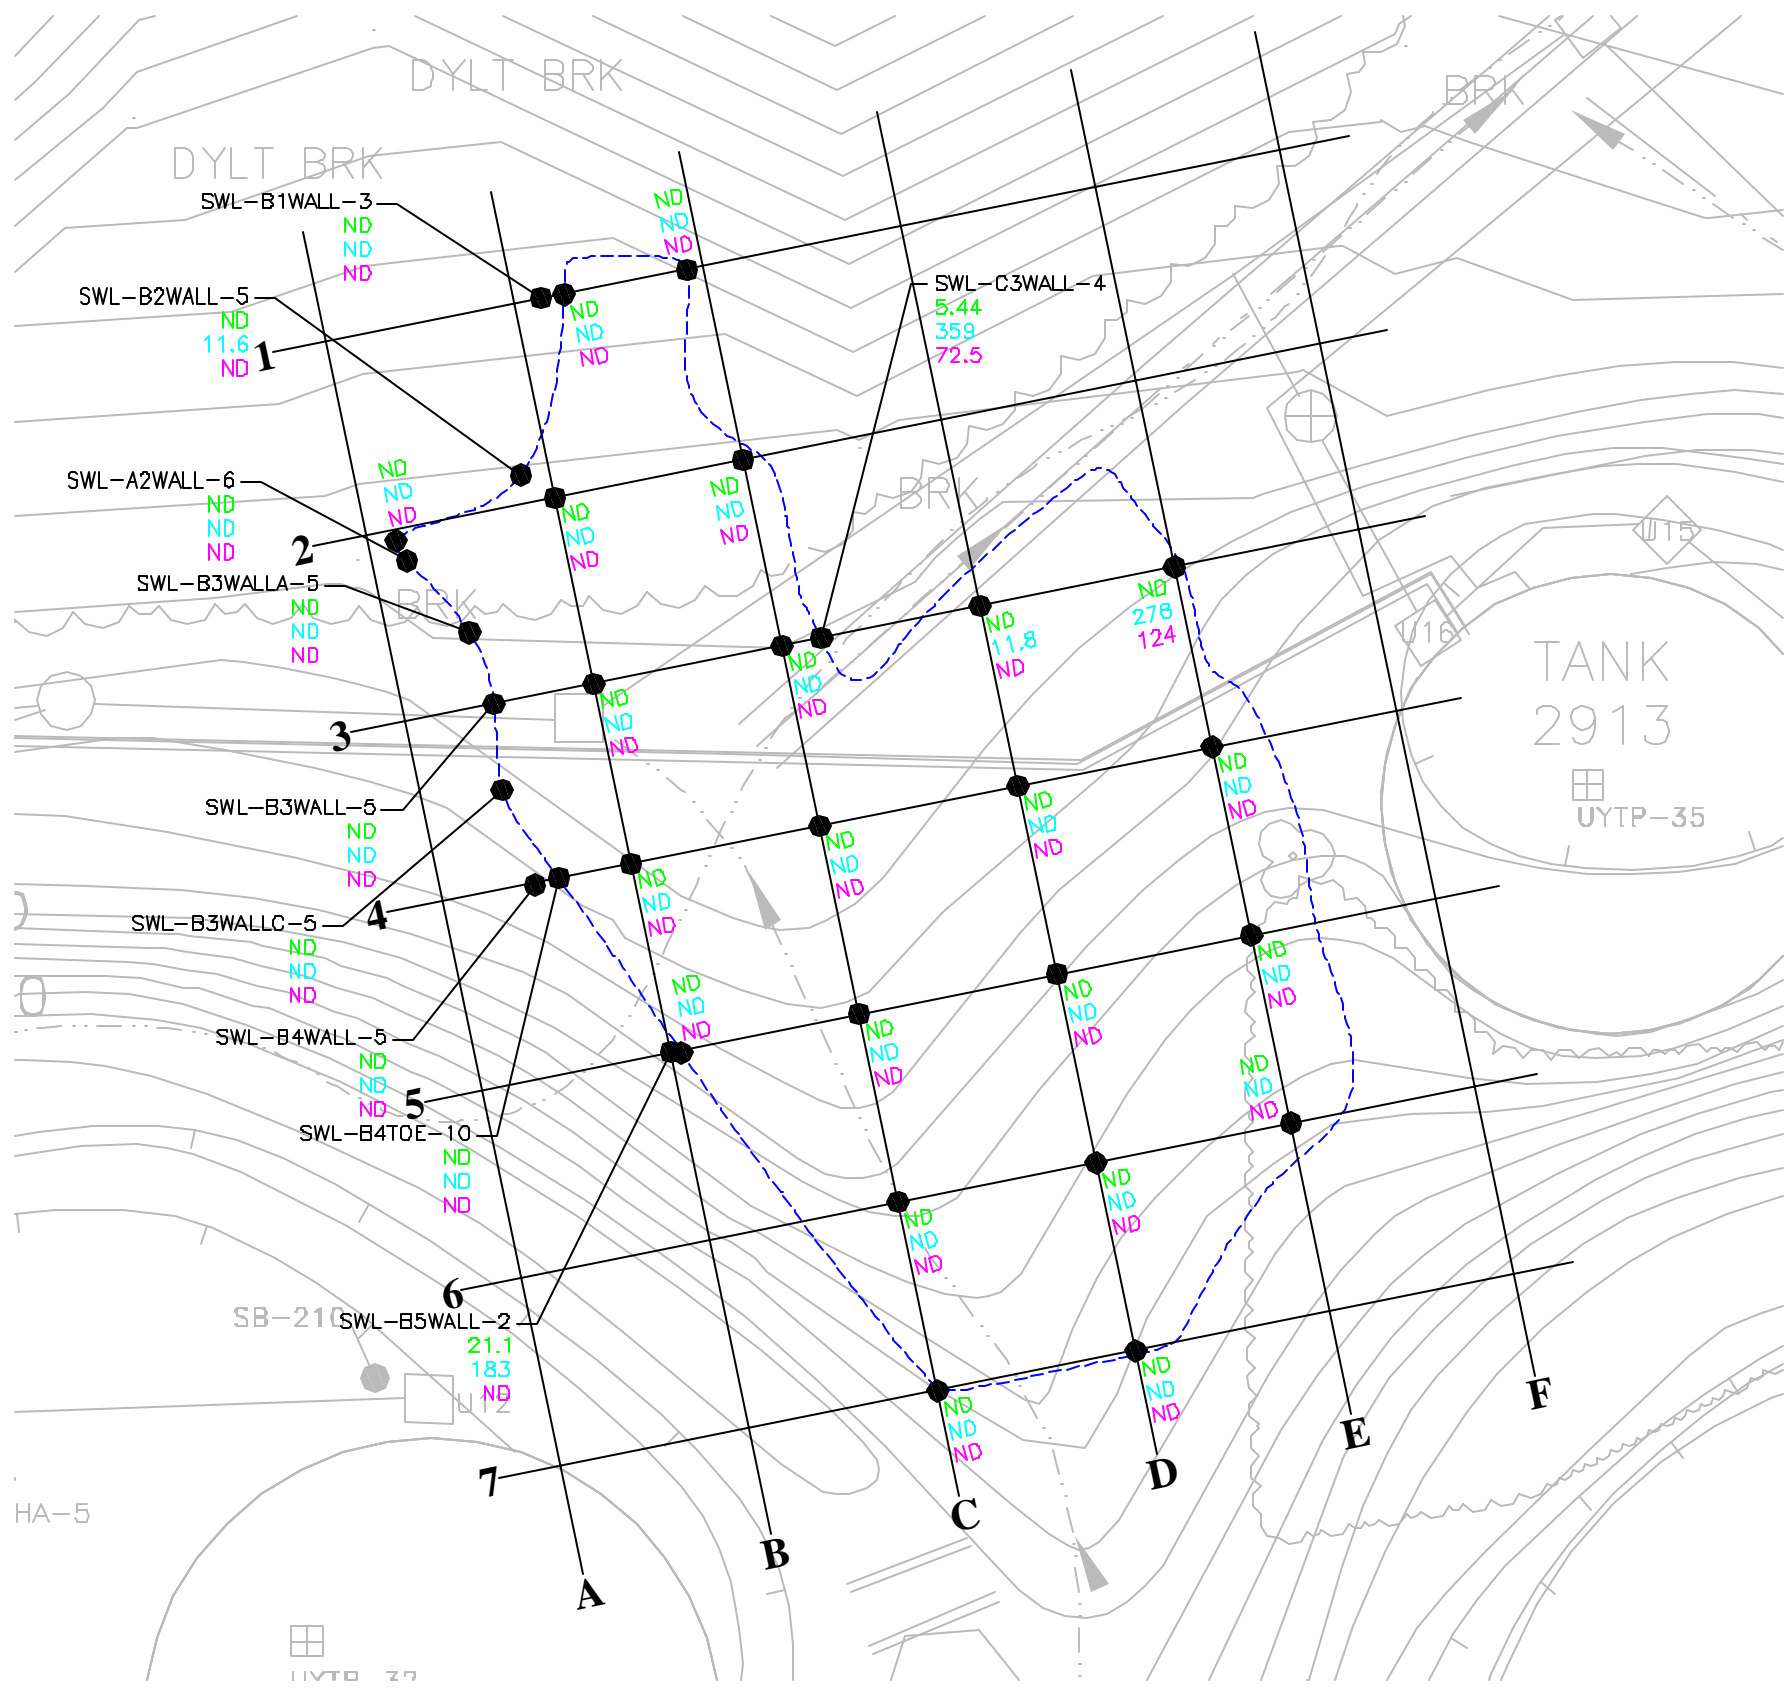 DYLT BRK
BRK
DYLT BRK
SWL-B1WALL-3
ND
ND
ND
ND
ND
ND
SWL-B2WALL-5
ND
11.6
ND
1
ND
ND
ND
SWL-C3WALL-4
5.44
359
72.5
SWL-A2WALL-6
ND
ND
ND
ND
ND
ND
2
ND
ND
ND
ND
ND
ND
BRK
U15
SWL-B3WALLA-5
ND
ND
ND
BRK
ND
276
124
ND
11.8
ND
U16
TANK
2913
UYTP-35
3
ND
ND
ND
ND
ND
ND
SWL-B3WALL-5
ND
ND
ND
ND
ND
ND
ND
ND
ND
ND
ND
ND
4
ND
ND
ND
SWL-B3WALLC-5
ND
ND
ND
ND
ND
ND
ND
ND
ND
ND
ND
ND
SWL-B4WALL-5
ND
ND
ND
5
ND
ND
ND
ND
ND
ND
SWL-B4TOE-10
ND
ND
ND
ND
ND
ND
ND
ND
ND
6
SB-210
SWL-B5WALL-2
21.1
183
ND
U12
ND
ND
ND
ND
ND
ND
7
HA-5
A
B
C
D
E
F
UYTP-37